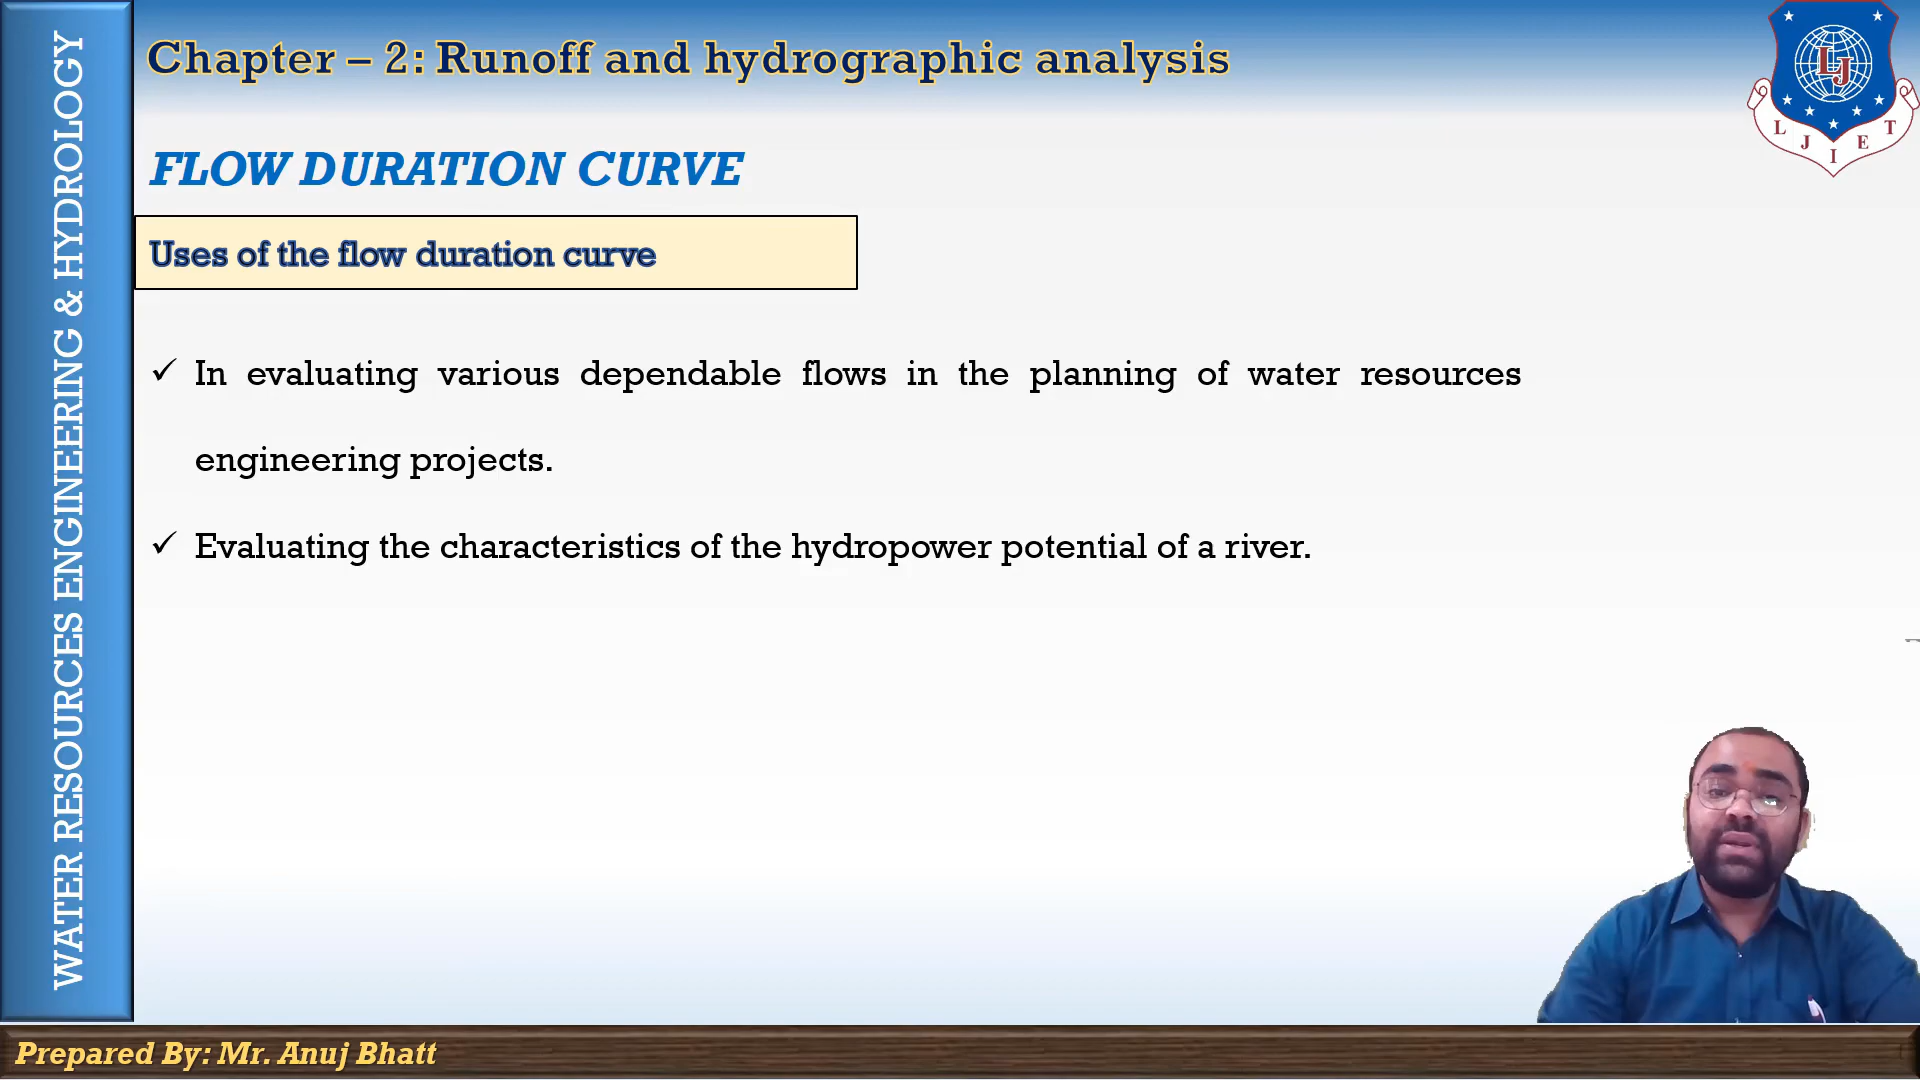 Chapter – 2: Runoff and hydrographic analysis
LJ
L J I E T
WATER RESOURCES ENGINEERING & HYDROLOGY
FLOW DURATION CURVE
Uses of the flow duration curve
✓ In evaluating various dependable flows in the planning of water resources
engineering projects.
✓ Evaluating the characteristics of the hydropower potential of a river.
Prepared By: Mr. Anuj Bhatt